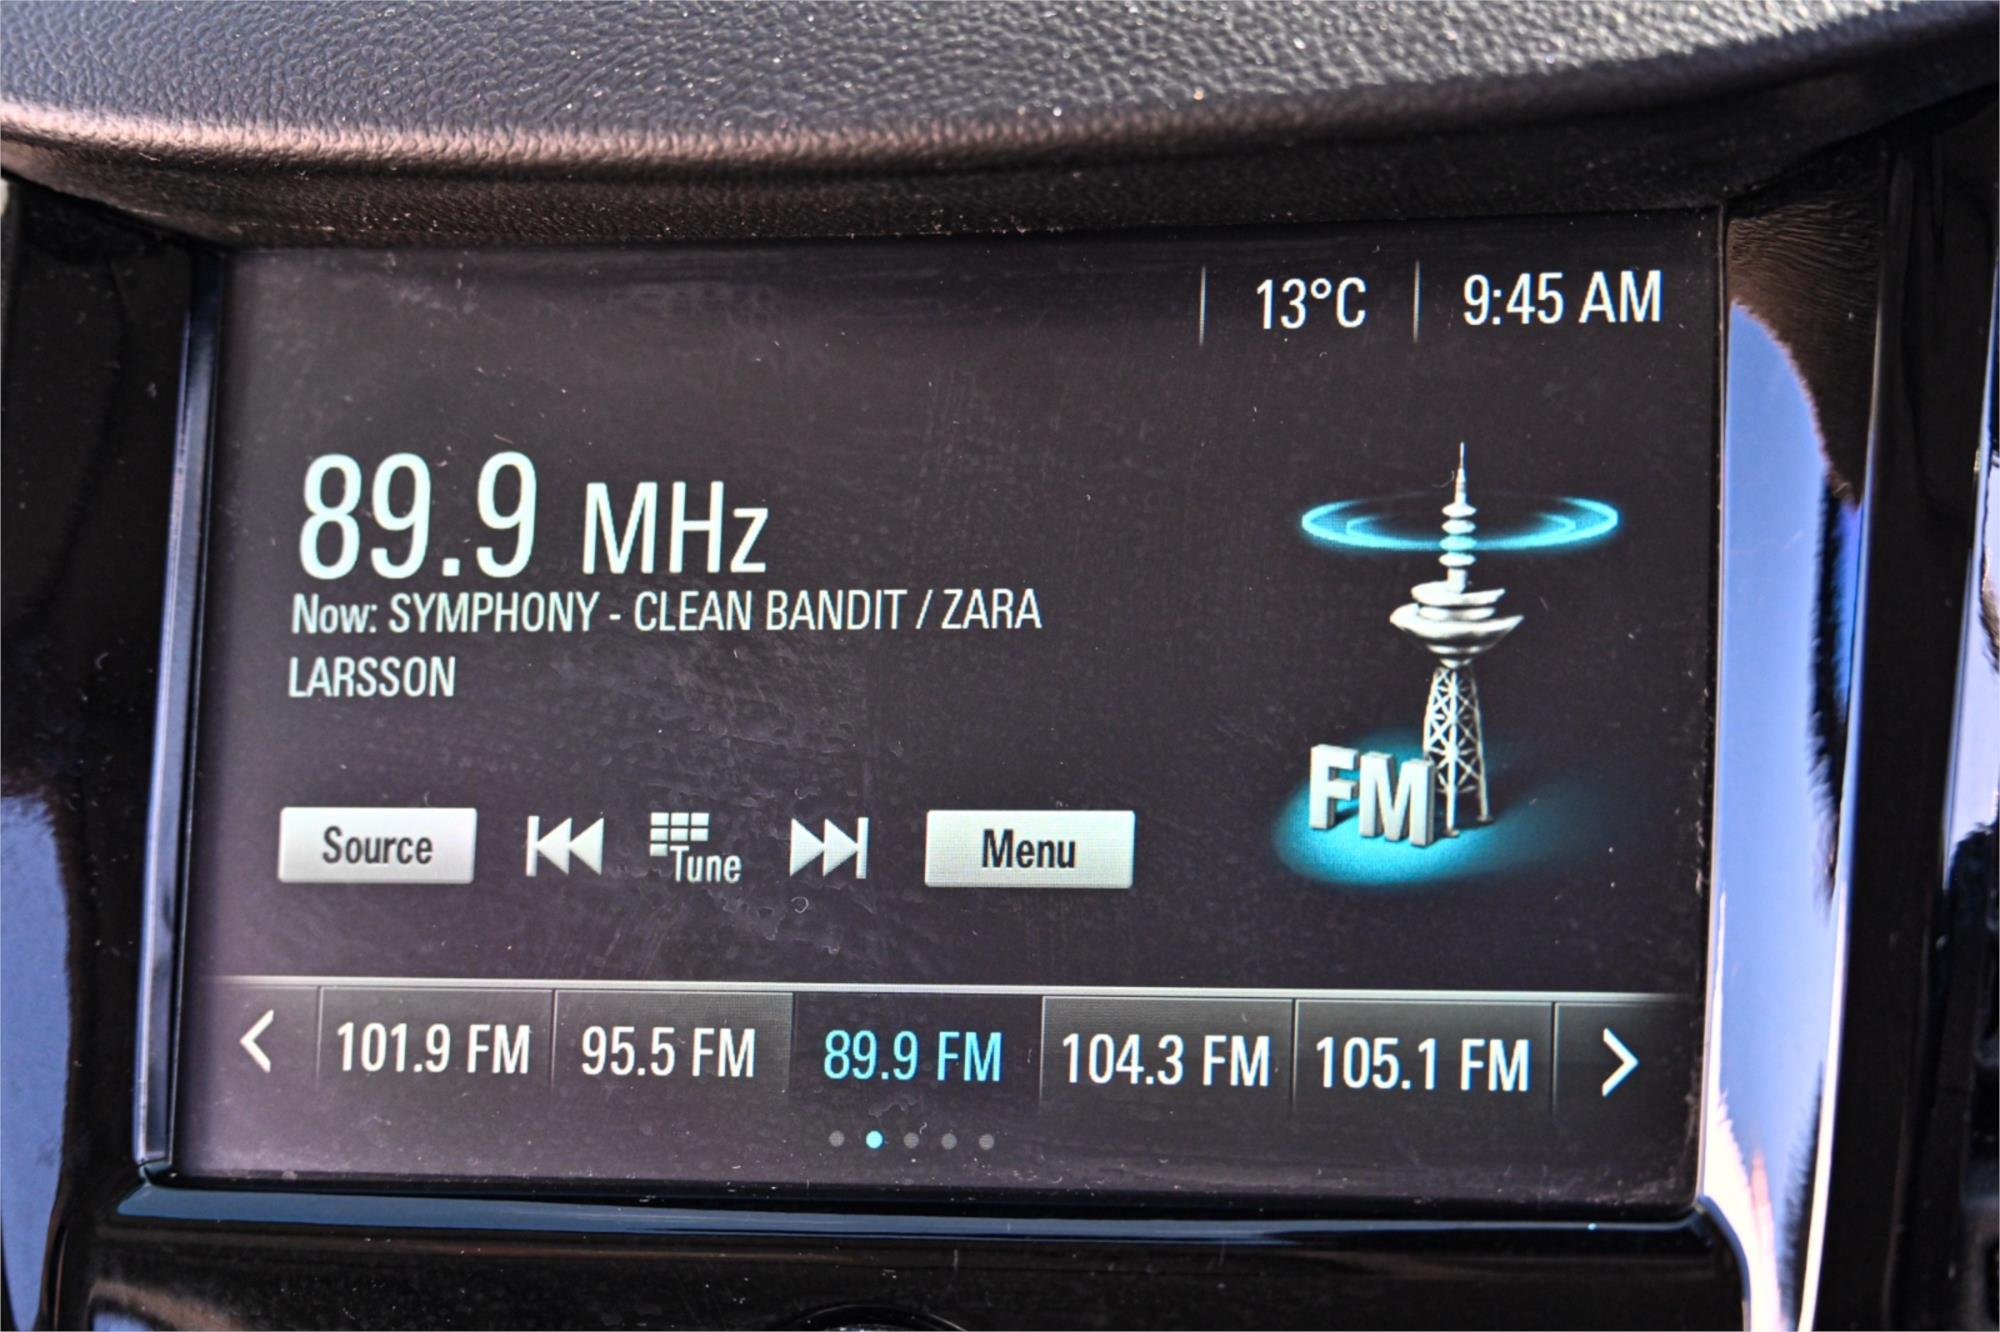 13°C 9:45 AM
89.9 MHz
Now: SYMPHONY - CLEAN BANDIT / ZARA
LARSSON
FM
Source Tune Menu
101.9 FM 95.5 FM 89.9 FM 104.3 FM 105.1 FM